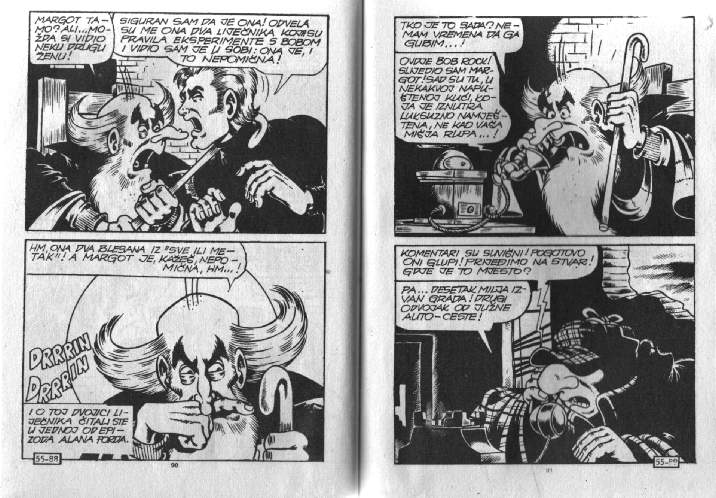 MARGOT TA-
MO? ALI...MO-
ŽDA SI VIDIO
NEKU DRUGU
ŽENU!
SIGURAN SAM DA JE ONA! ODVELA
SU ME ONA DVA LIJEČNIKA KOJI SU
PRAVILA EKSPERIMENTE S BOBOM
I VIDIO SAM JE U SOBI: ONA JE, I
TO NEPOMIČNA!
HM, ONA DVA BLESANA IZ "SVE ILI ME-
TAK"! A MARGOT JE, KAŽEŠ, NEPO-
MIČNA, HM...!
DRRRIN
DRRRIN
I O TOJ DVOJICI LI-
JEČNIKA ČITALI STE
U JEDNOJ OD EPI-
ZODA ALANA FORDA.
55-88
90
TKO JE TO SADA? NE-
MAM VREMENA DA GA
GUBIM...!
OVDJE BOB ROCK!
SLIJEDIO SAM MAR-
GOT! SAD SU TU, U
NEKAKVOJ NAPU-
ŠTENOJ KUĆI, KO-
JA JE IZNUTRA
LUKSUZNO NAMJEŠ-
TENA, NE KAO VAŠA
MIŠJA RUPA...!
KOMENTARI SU SUVIŠNI! POGOTOVO
ONI GLUPI! PRIJEDIMO NA STVAR!
GDJE JE TO MJESTO?
PA... DESETAK MILJA IZ-
VAN GRADA! DRUGI
ODVOJAK OD JUŽNE
AUTO-CESTE!
91